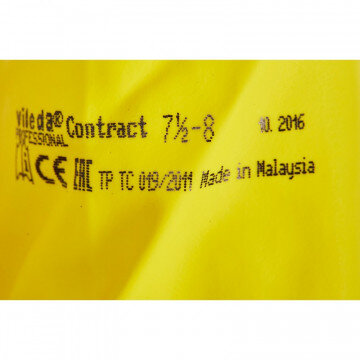 vileda® Contract 7½-8 10. 2016
PROFESSIONAL
CE EAC TP TC 019/2011 Made in Malaysia